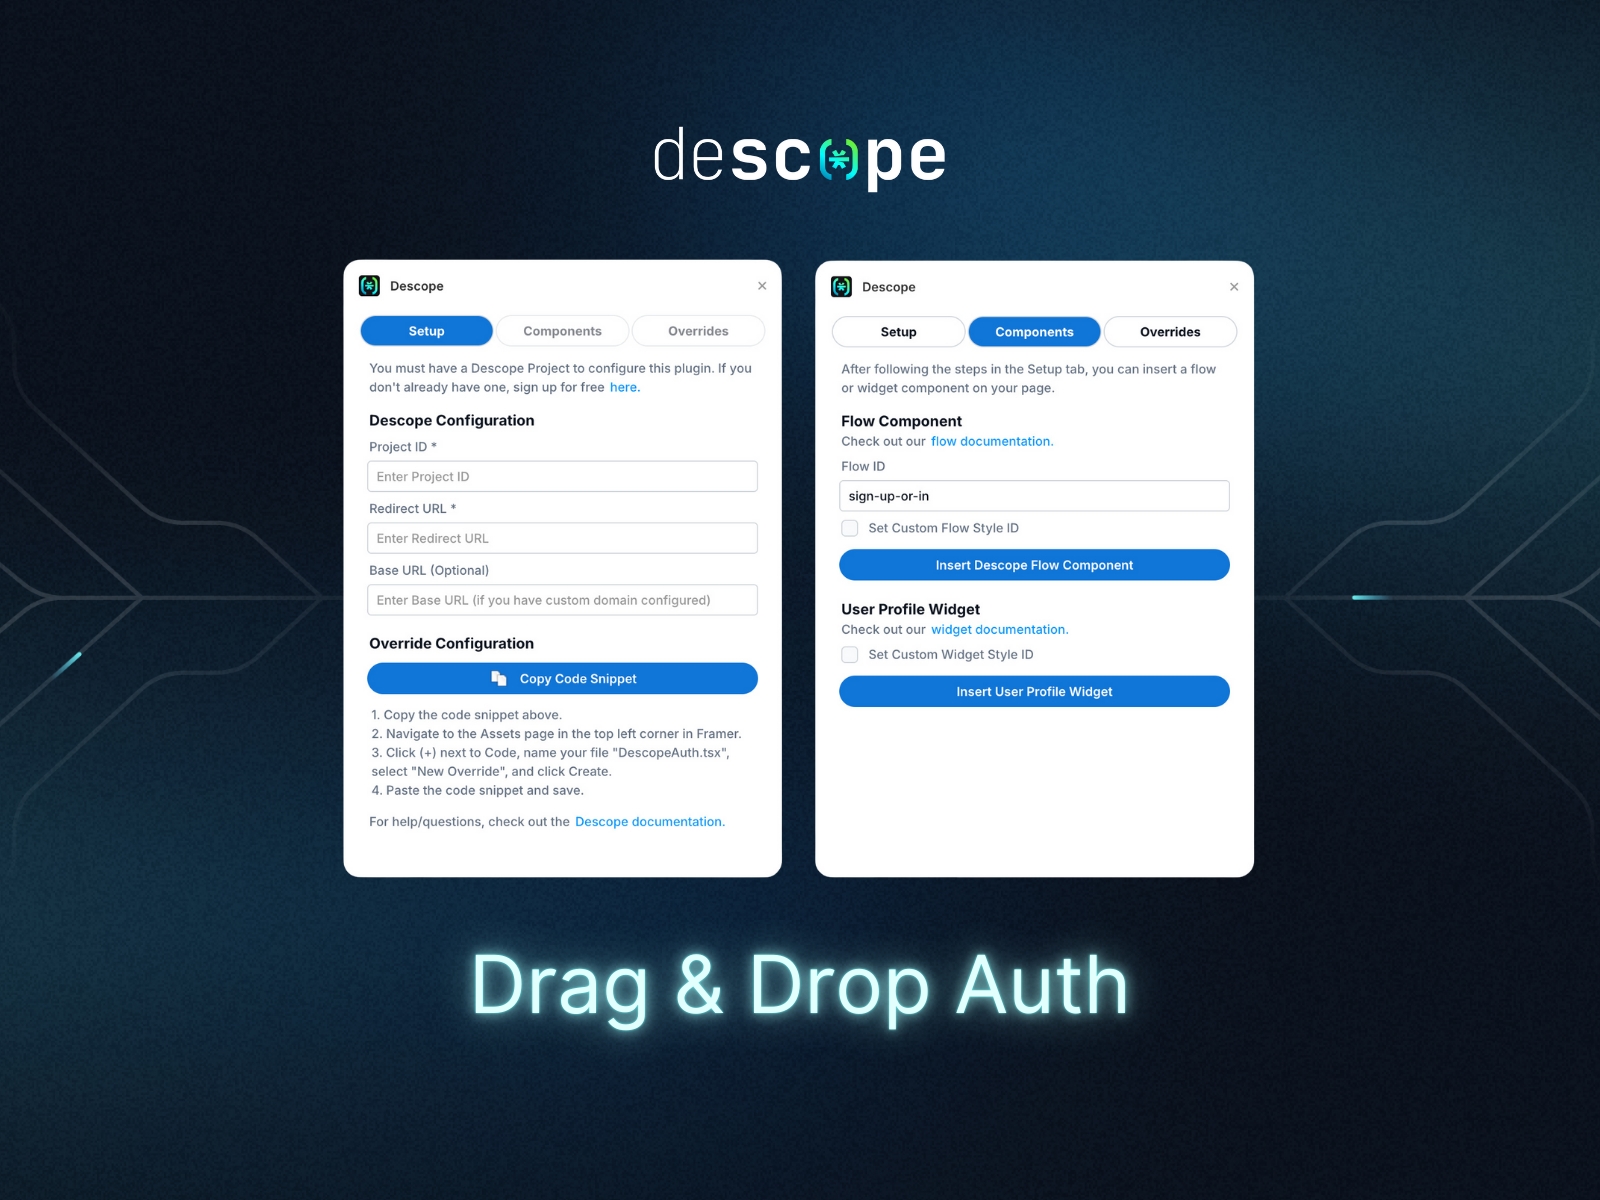 descope
Descope
Setup Components Overrides
You must have a Descope Project to configure this plugin. If you
don't already have one, sign up for free here.
Descope Configuration
Project ID *
Enter Project ID
Redirect URL *
Enter Redirect URL
Base URL (Optional)
Enter Base URL (if you have custom domain configured)
Override Configuration
Copy Code Snippet
1. Copy the code snippet above.
2. Navigate to the Assets page in the top left corner in Framer.
3. Click (+) next to Code, name your file "DescopeAuth.tsx",
select "New Override", and click Create.
4. Paste the code snippet and save.
For help/questions, check out the Descope documentation.
Descope
Setup Components Overrides
After following the steps in the Setup tab, you can insert a flow
or widget component on your page.
Flow Component
Check out our flow documentation.
Flow ID
sign-up-or-in
Set Custom Flow Style ID
Insert Descope Flow Component
User Profile Widget
Check out our widget documentation.
Set Custom Widget Style ID
Insert User Profile Widget
Drag & Drop Auth